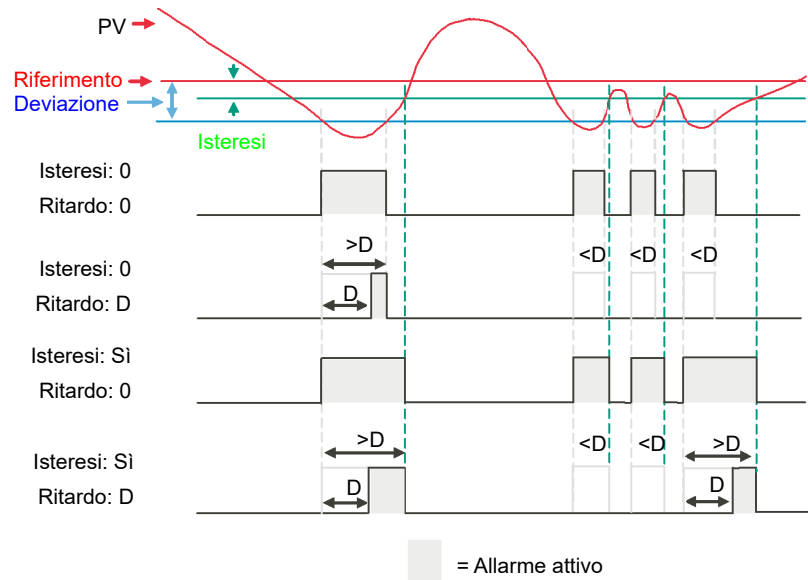 PV
Riferimento
Deviazione
Isteresi
Isteresi: 0
Ritardo: 0
>D
<D
<D
<D
Isteresi: 0
D
Ritardo: D
Isteresi: Sì
Ritardo: 0
>D
<D
<D
>D
Isteresi: Sì
D
D
Ritardo: D
= Allarme attivo